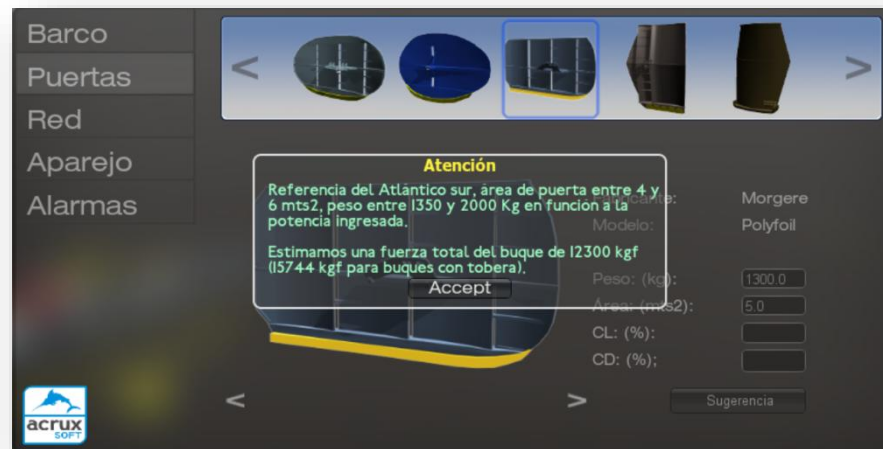 Barco
Puertas
Red
Aparejo
Alarmas
<
>
Atención
Referencia del Atlántico sur, área de puerta entre 4 y
6 mts2, peso entre 1350 y 2000 Kg en función a la
potencia ingresada.
Estimamos una fuerza total del buque de 12300 kgf
(15744 kgf para buques con tobera).
Accept
Fabricante: Morgere
Modelo: Polyfoil
Peso: (kg): 1300.0
Área: (mts2): 5.0
CL: (%):
CD: (%);
<
>
Sugerencia
acrux
SOFT